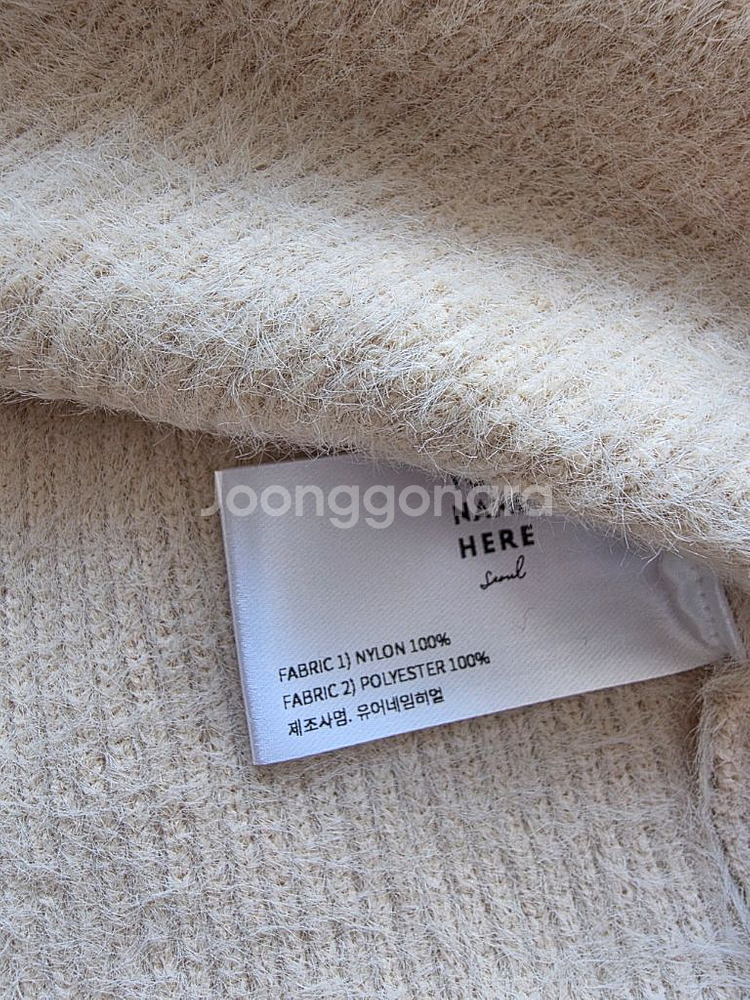 Joonggonara
NAME
HERE
Seoul
FABRIC 1) NYLON 100%
FABRIC 2) POLYESTER 100%
제조사명. 유어네임히얼